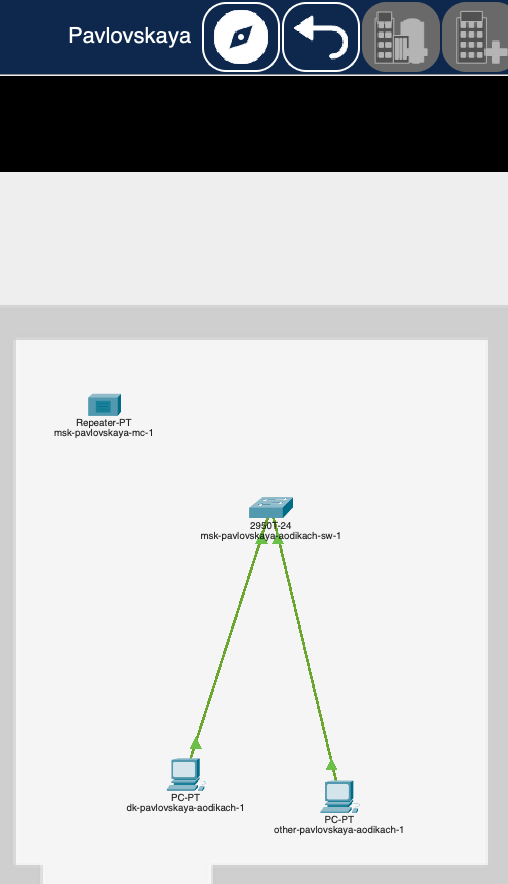 Pavlovskaya
Repeater-PT
msk-pavlovskaya-mc-1
2950T-24
msk-pavlovskaya-aodikach-sw-1
PC-PT
dk-pavlovskaya-aodikach-1
PC-PT
other-pavlovskaya-aodikach-1